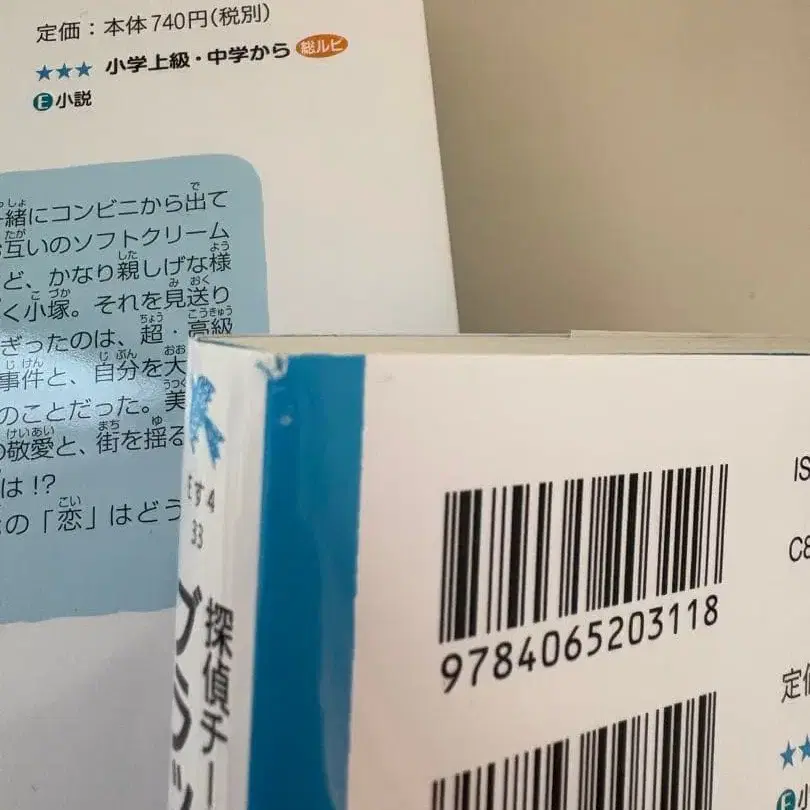 定価：本体740円（税別）
★★★ 小学上級・中学から 総ルビ
E小説
緒にコンビニから出て
互いのソフトクリーム
ど、かなり親しげな様
く小塚。それを見送り
ぎったのは、超・高級
事件と、自分を大
のことだった。美
の敬愛と、街を揺る
は！？
の「恋」はどう
Eす4
33
探偵チー
ブラッ
9784065203118
IS
C8
定価
★★
E小